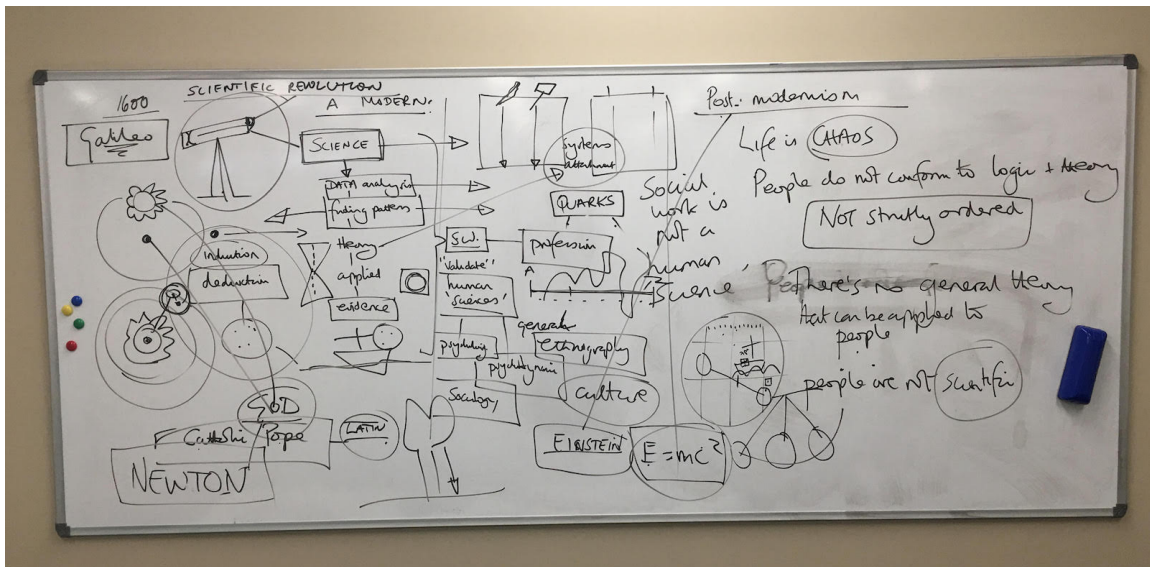 1600
Galileo
SCIENTIFIC REVOLUTION
A MODERN.
SCIENCE
DATA analysis
finding pattern
theory
applied
evidence
induction
deduction
GOD
Catholic Pope
LATIN
NEWTON
systems
attachment
QUARKS
S.W.
profession
"Validate"
human
'Sciences'
A
psychology
psychodynamic
Sociology
general
ethnography
culture
EINSTEIN
E=mc²
Social
work is
not a
human
Science
Post-modernism
Life is CHAOS
People do not conform to logic + theory
Not strictly ordered
There's no general theory
that can be applied to
people
people are not scientific